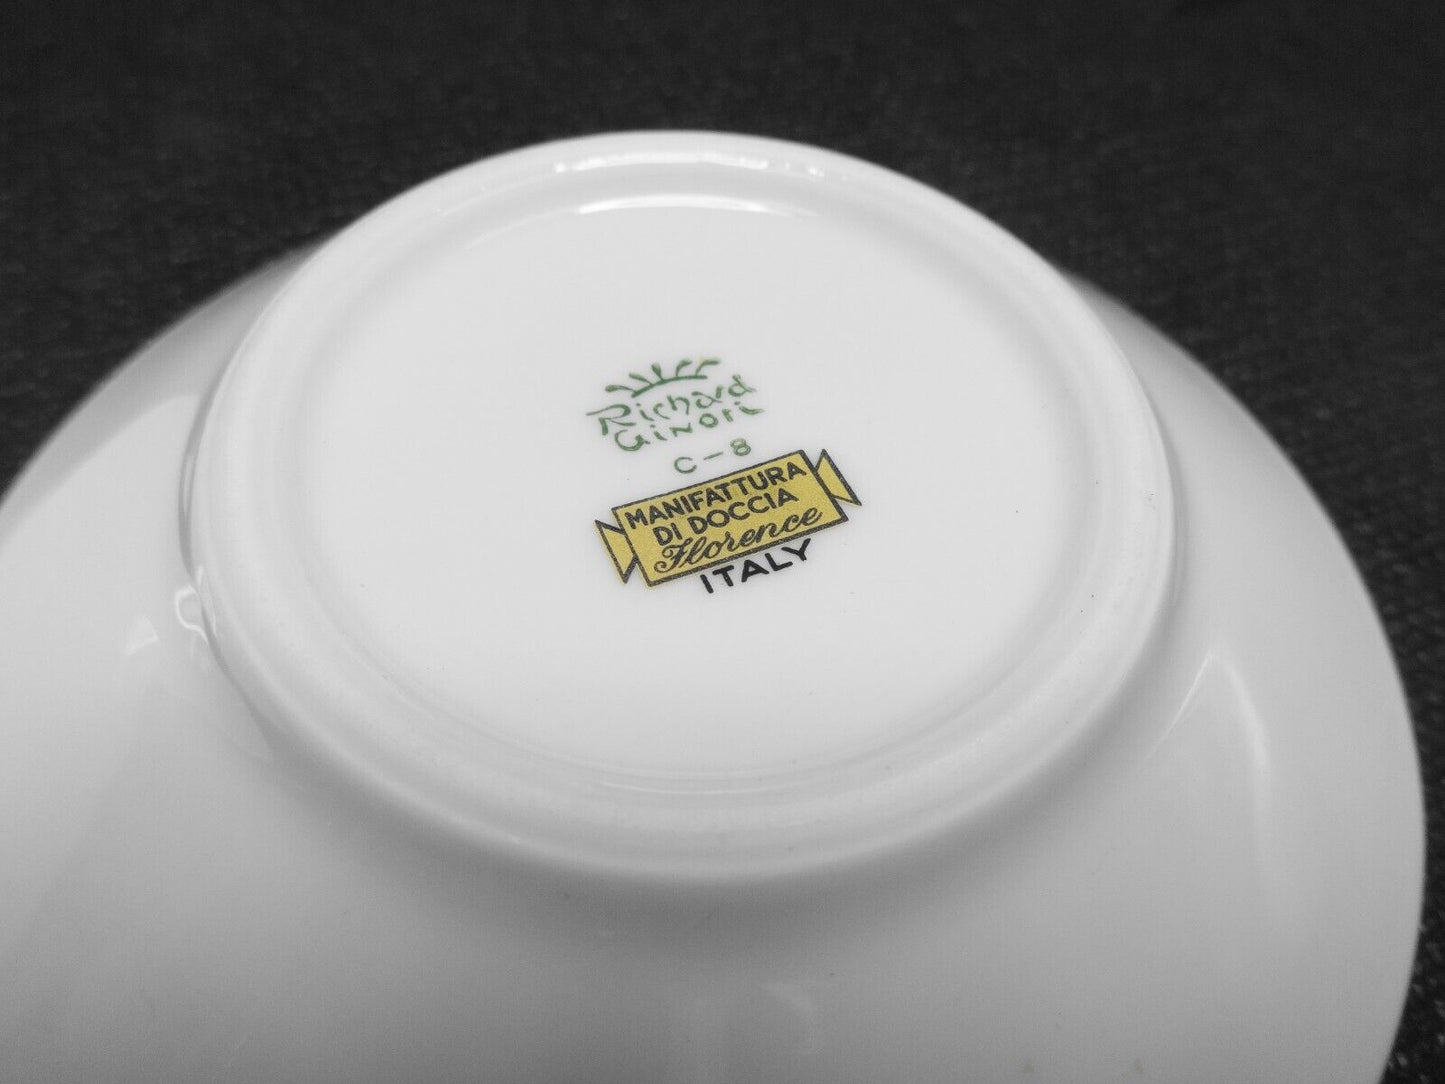 Richard
Ginori
C-8
MANIFATTURA
DI DOCCIA
Florence
ITALY